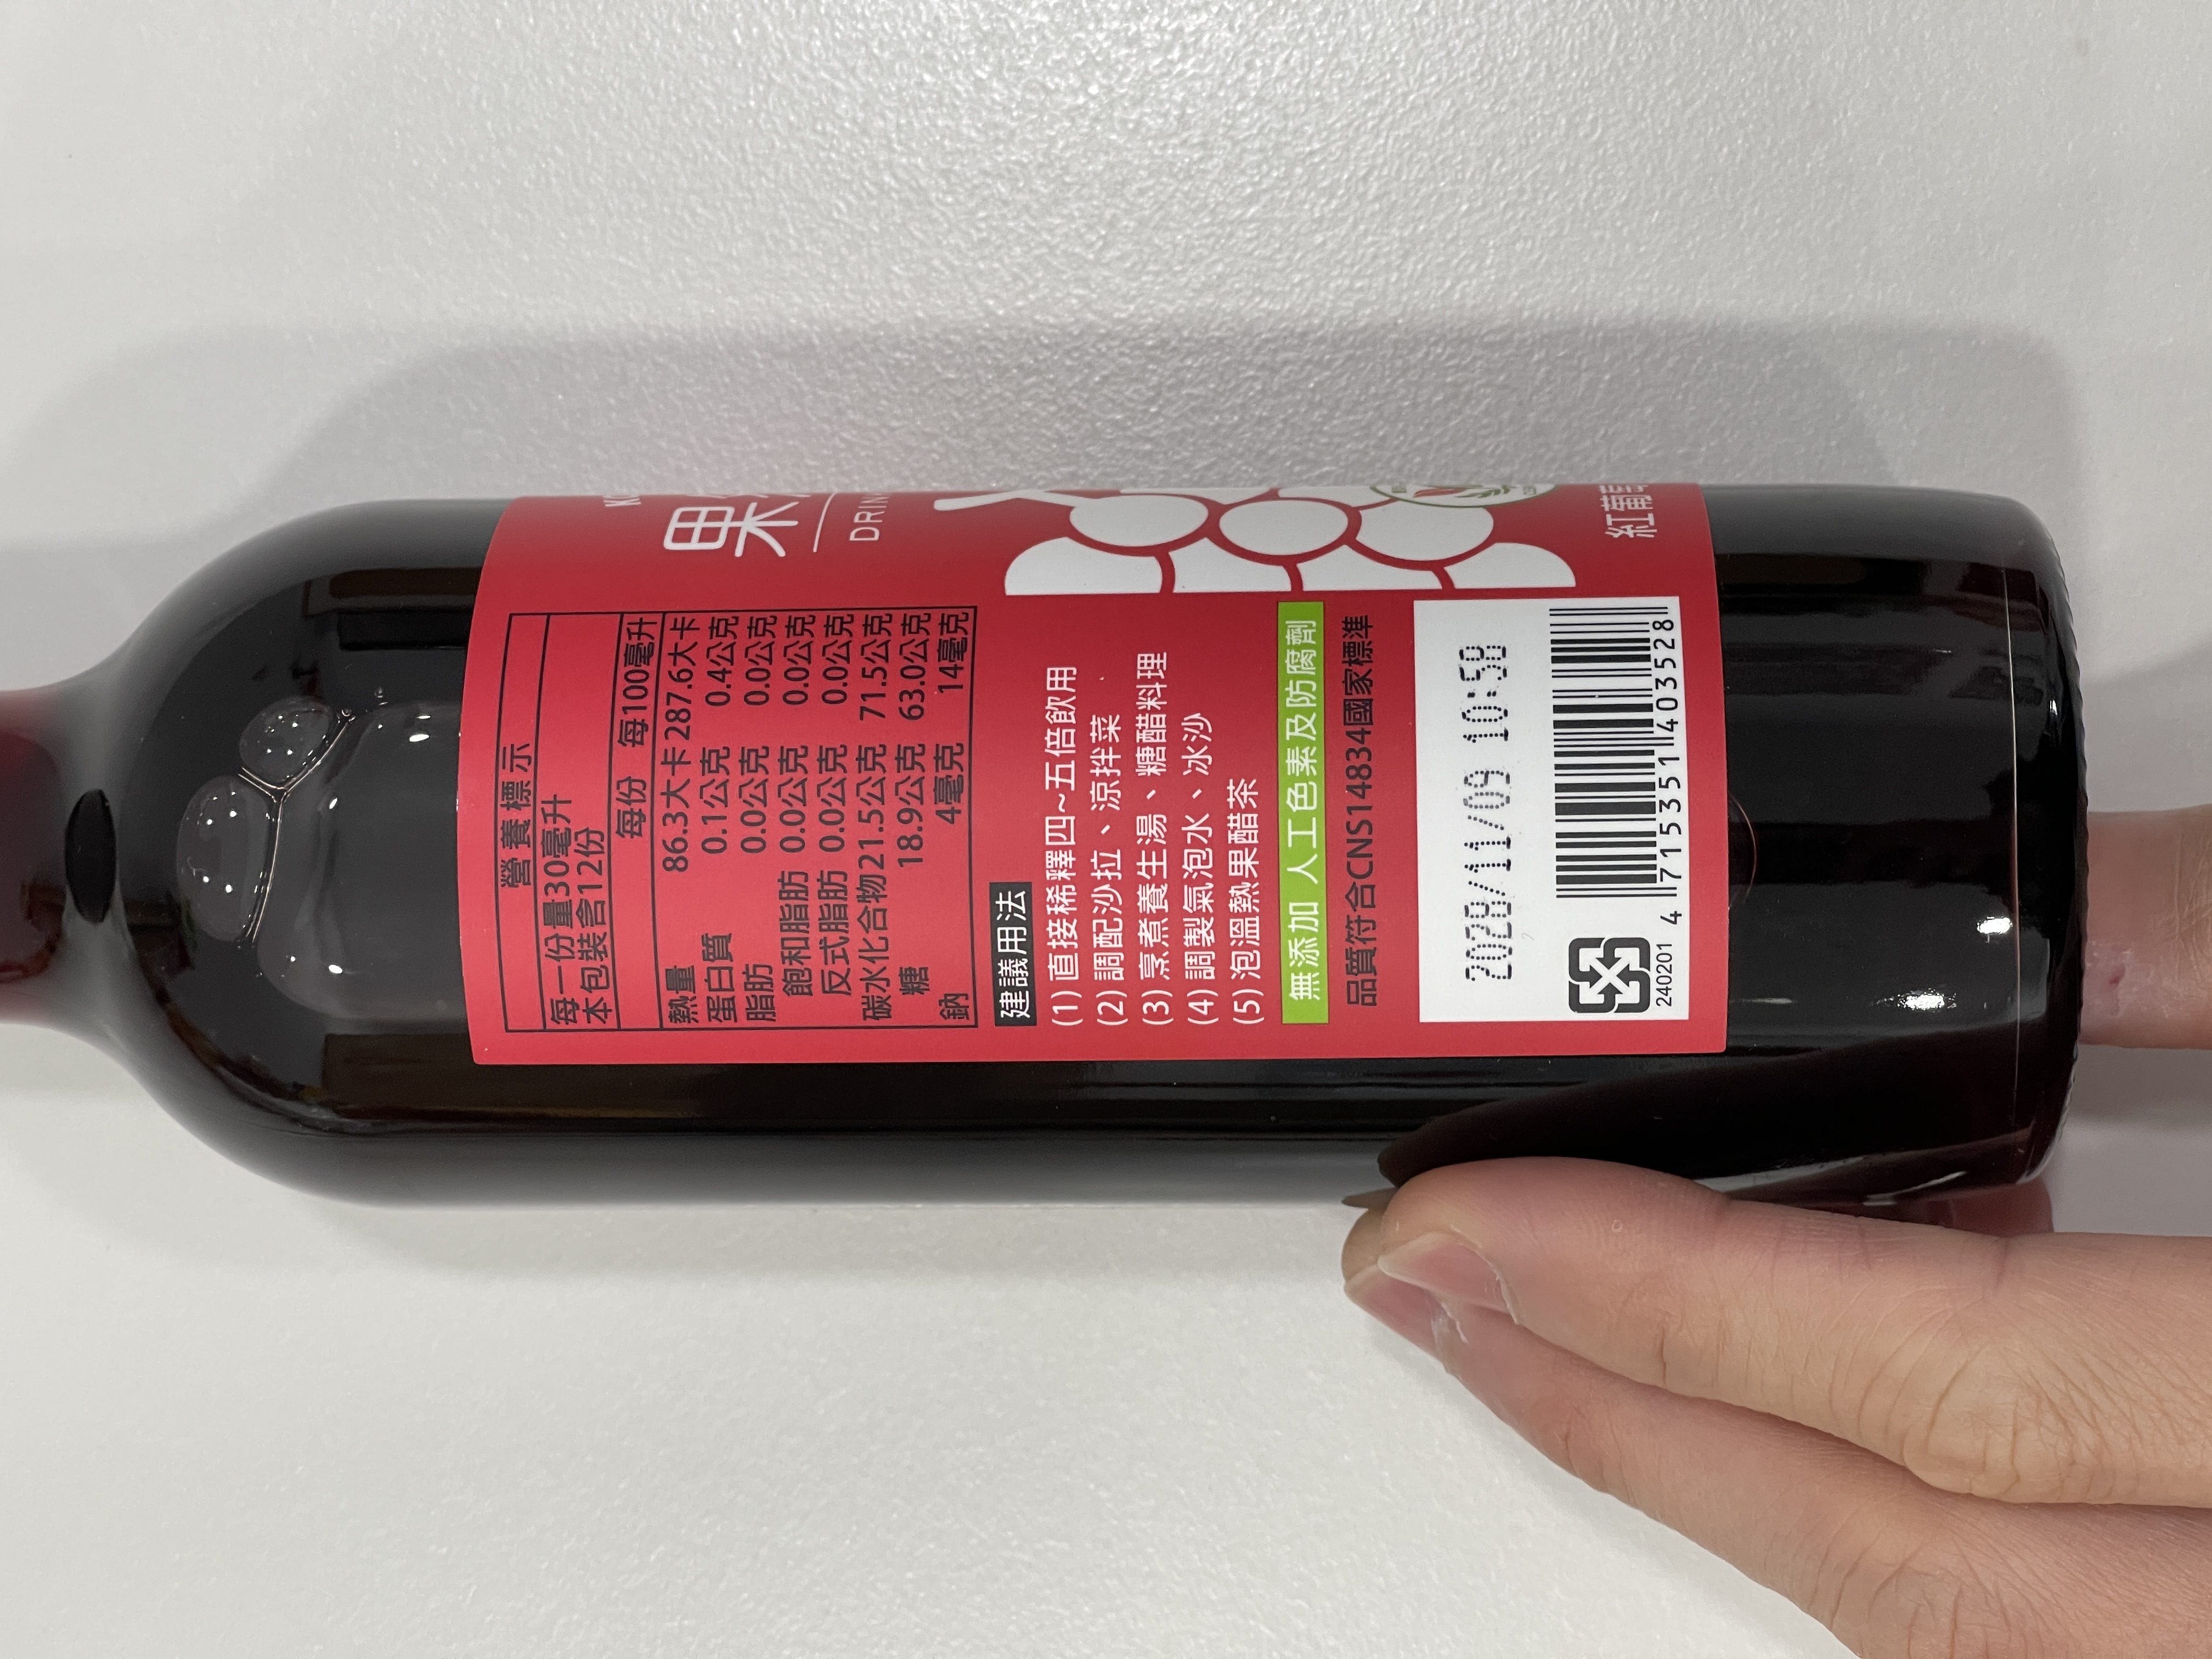 營養標示
每一份量30毫升
本包裝含12份
每份 每100毫升
熱量 86.3大卡 287.6大卡
蛋白質 0.1公克 0.4公克
脂肪 0.0公克 0.0公克
飽和脂肪 0.0公克 0.0公克
反式脂肪 0.0公克 0.0公克
碳水化合物 21.5公克 71.5公克
糖 18.9公克 63.0公克
鈉 4毫克 14毫克
建議用法
(1) 直接稀釋四~五倍飲用
(2) 調配沙拉、涼拌菜
(3) 烹煮養生湯、糖醋料理
(4) 調製氣泡水、冰沙
(5) 泡溫熱果醋茶
無添加 人工色素及防腐劑
品質符合CNS14834國家標準
2028/11/09 10:58
240201
4 715351 403528
果
DRIN
紅葡萄